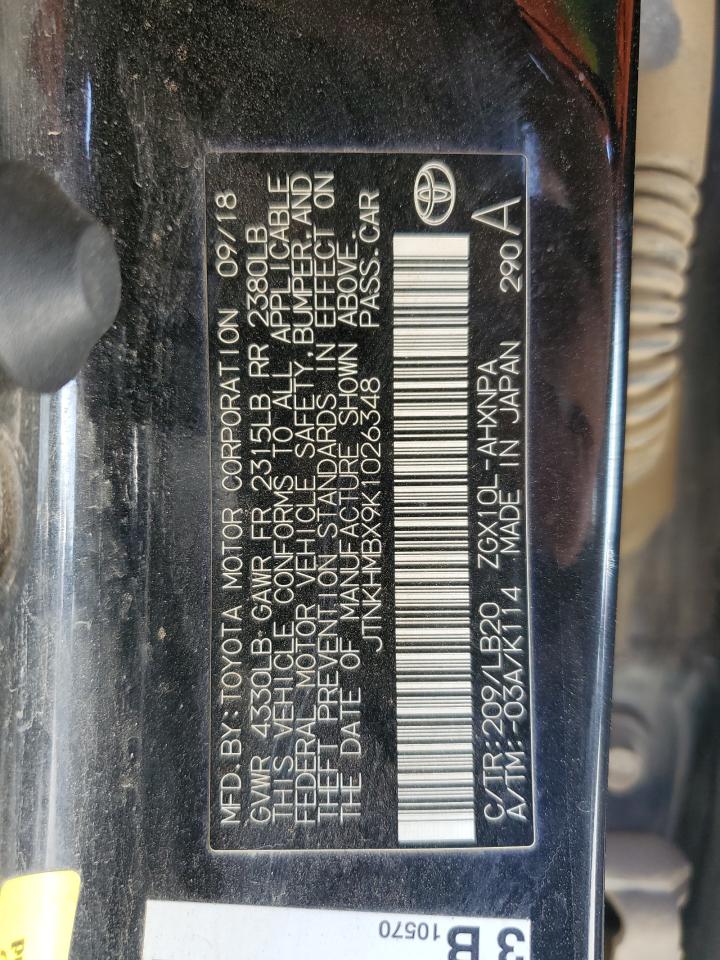 MFD.BY:TOYOTA MOTOR CORPORATION 09/18
GVWR 4330LB GAWR FR 2315LB RR 2380LB
THIS VEHICLE CONFORMS TO ALL APPLICABLE
FEDERAL MOTOR VEHICLE SAFETY,BUMPER,AND
THEFT PREVENTION STANDARDS IN EFFECT ON
THE DATE OF MANUFACTURE SHOWN ABOVE.
JTNKHMBX9K1026348 PASS.CAR
C/TR:209/LB20 ZGX10L-AHXNPA
A/TM:-03A/K114 MADE IN JAPAN 290 A
3B
10570